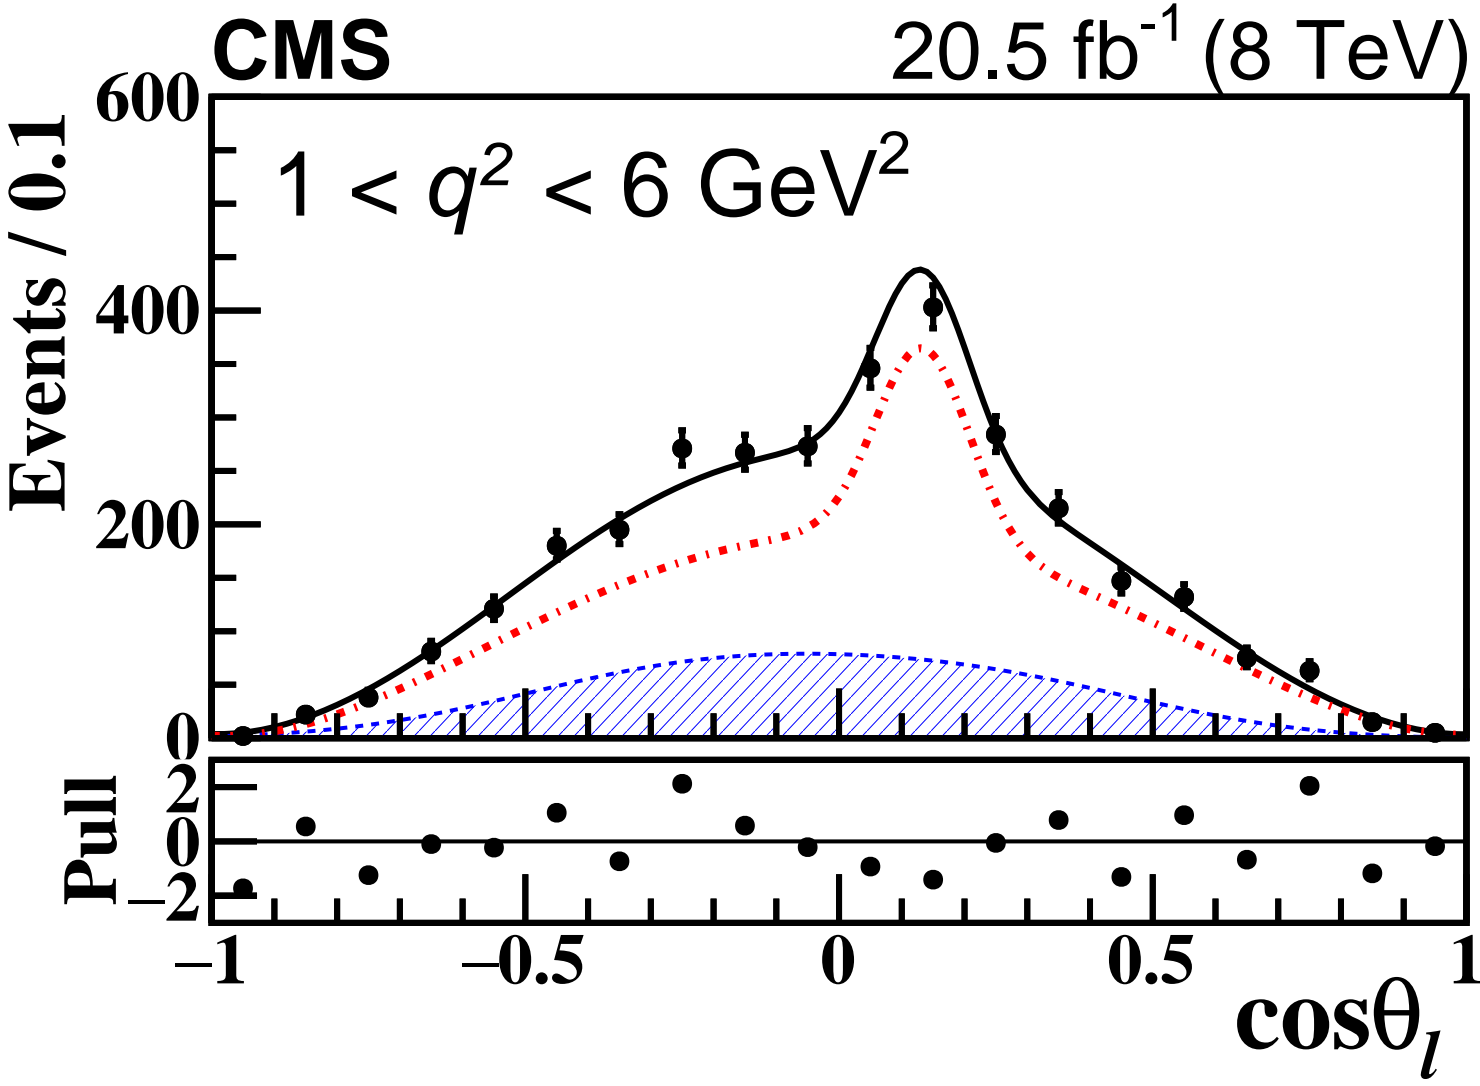 CMS 20.5 fb⁻¹ (8 TeV)
1 < q² < 6 GeV²
Events / 0.1
600
400
200
0
Pull
2
0
−2
−1 −0.5 0 0.5 1
cosθₗ